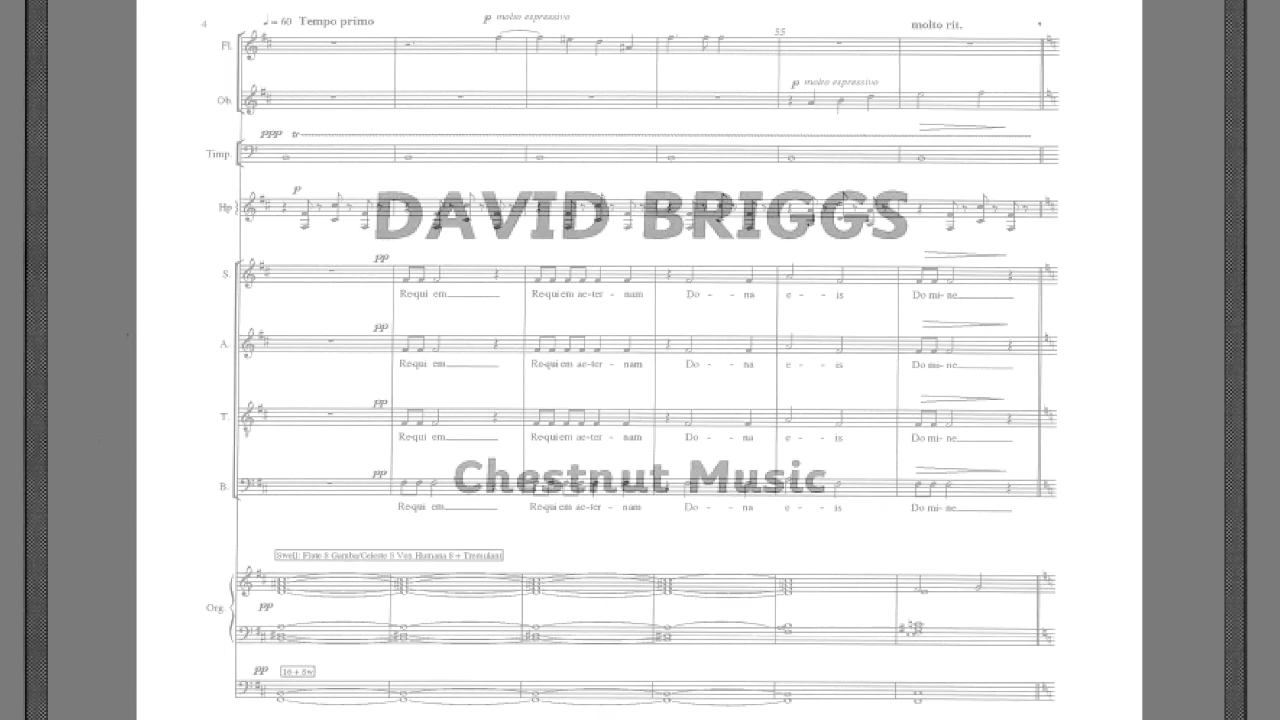 4 ♩= 60 Tempo primo p molto espressivo 55 molto rit.
Fl.
p molto espressivo
Ob.
ppp tr
Timp.
p
Hp
DAVID BRIGGS
pp
S.
Requi em Requiem ae-ter - nam Do - - na e - - is Do mi- ne
pp
A.
Requi em Requiem ae-ter - nam Do - - na e - - is Do mi- ne
pp
T.
Requi em Requiem ae-ter - nam Do - - na e - - is Do mi- ne
pp
Chestnut Music
B.
Requi em Requiem ae-ter - nam Do - - na e - - is Do mi- ne
Swell: Flute 8 Gamba/Celeste 8 Vox Humana 8 + Tremulant
Org. pp
pp 16 + Sw